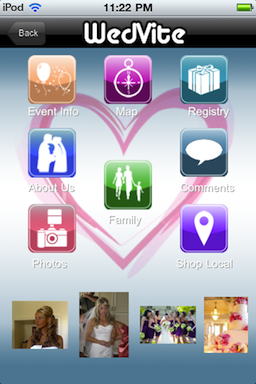 iPod 11:22 PM
Back WedVite
Event Info Map Registry
About Us Family Comments
Photos Shop Local